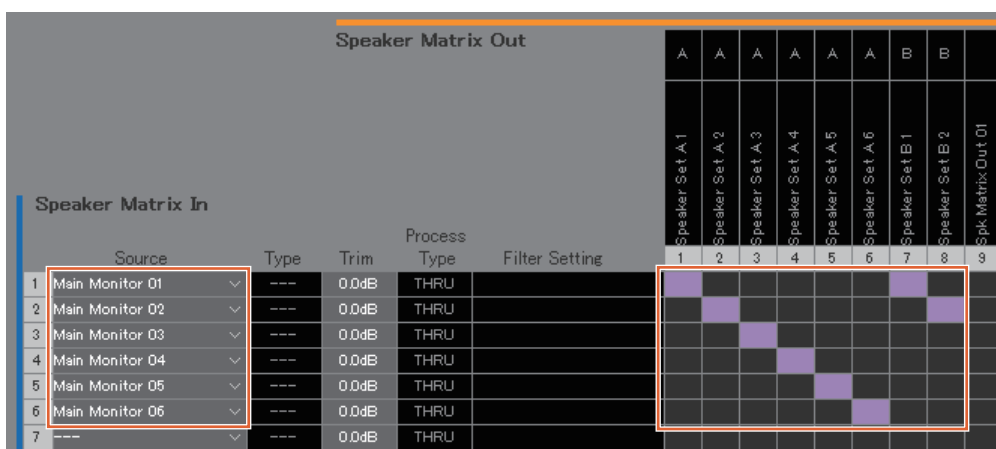 Speaker Matrix Out
A A A A A A B B
Speaker Set A 1
Speaker Set A 2
Speaker Set A 3
Speaker Set A 4
Speaker Set A 5
Speaker Set A 6
Speaker Set B 1
Speaker Set B 2
Spk Matrix Out 01
Speaker Matrix In
Source Type Trim Process Type Filter Setting 1 2 3 4 5 6 7 8 9
1 Main Monitor 01 --- 0.0dB THRU
2 Main Monitor 02 --- 0.0dB THRU
3 Main Monitor 03 --- 0.0dB THRU
4 Main Monitor 04 --- 0.0dB THRU
5 Main Monitor 05 --- 0.0dB THRU
6 Main Monitor 06 --- 0.0dB THRU
7 --- --- 0.0dB THRU